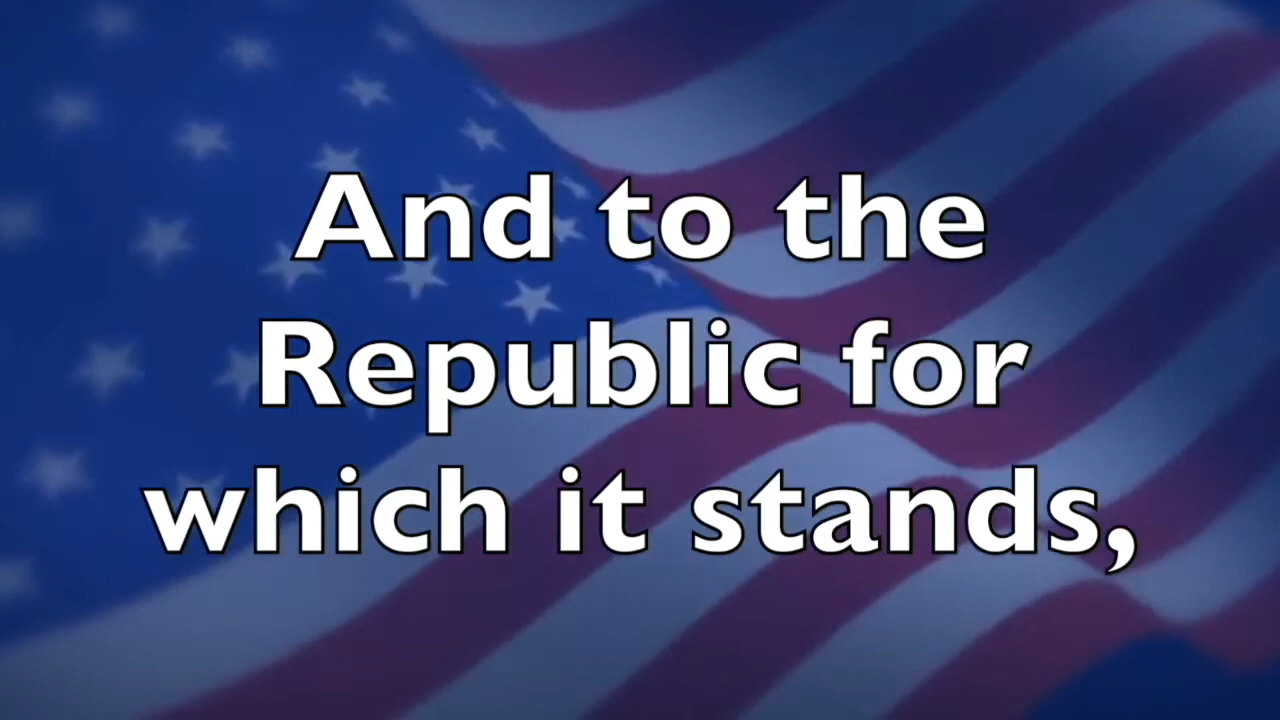 And to the
Republic for
which it stands,